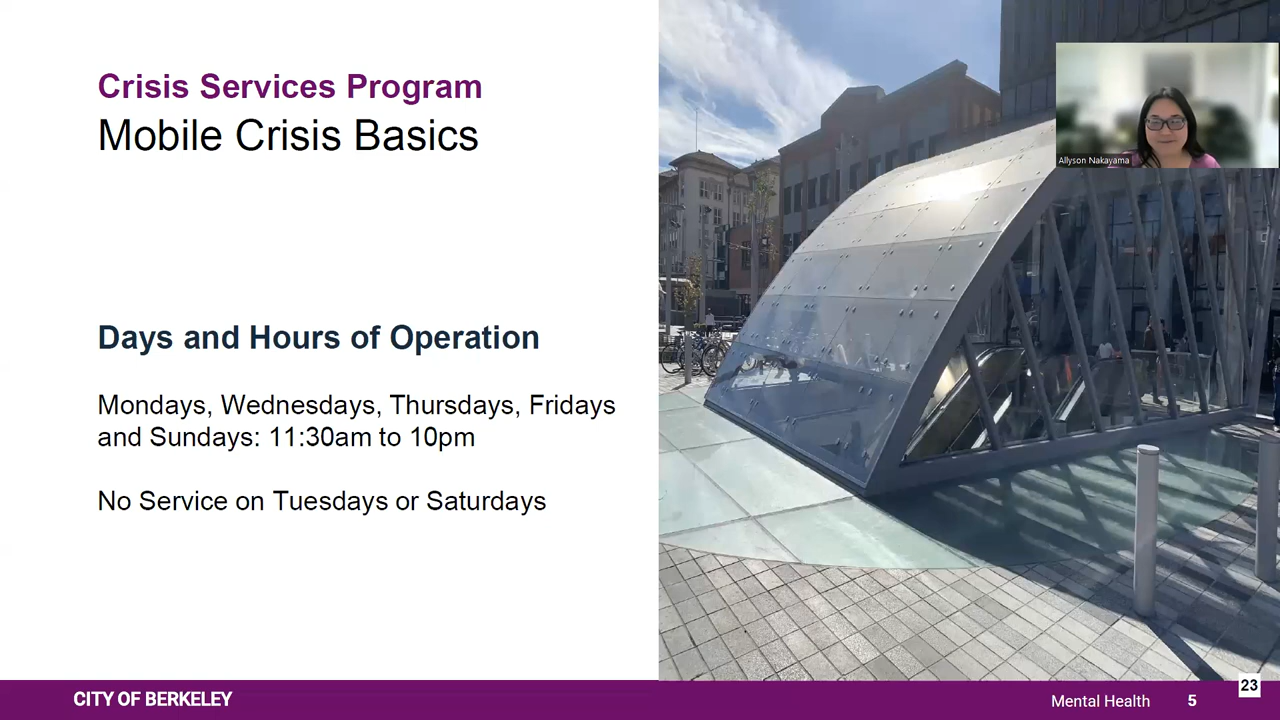 Crisis Services Program
Mobile Crisis Basics
Allyson Nakayama
Days and Hours of Operation
Mondays, Wednesdays, Thursdays, Fridays
and Sundays: 11:30am to 10pm
No Service on Tuesdays or Saturdays
CITY OF BERKELEY
Mental Health
5
23